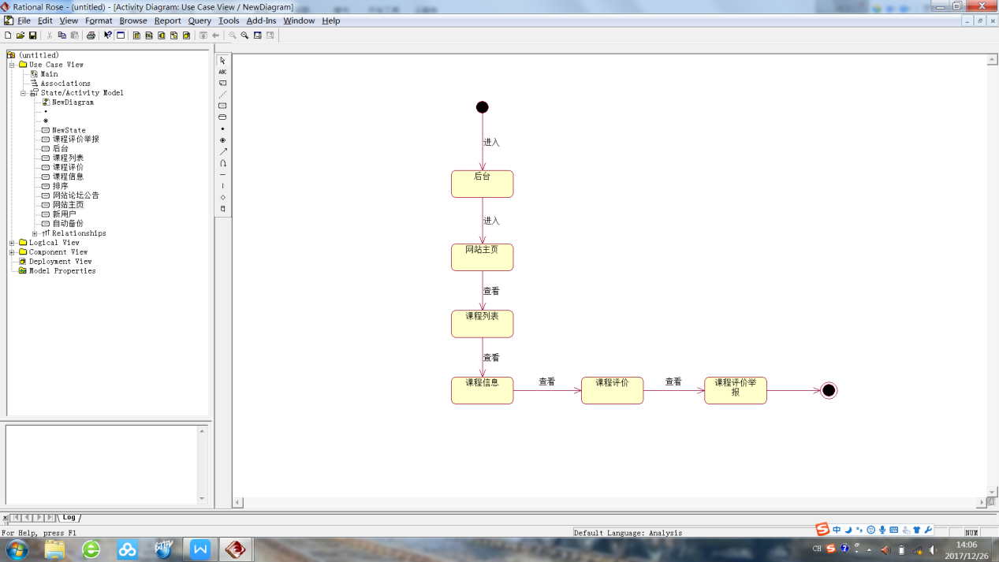 Rational Rose - (untitled) - [Activity Diagram: Use Case View / NewDiagram]
File Edit View Format Browse Report Query Tools Add-Ins Window Help
(untitled)
Use Case View
Main
Associations
State/Activity Model
NewDiagram
NewState
课程评价举报
后台
课程列表
课程评价
课程信息
排序
网站论坛公告
网站主页
新用户
自动备份
Relationships
Logical View
Component View
Deployment View
Model Properties
ABC
进入
后台
进入
网站主页
查看
课程列表
查看
课程信息
查看
课程评价
查看
课程评价举
报
Log
For Help, press F1
Default Language: Analysis
NUM
中
CH
14:06
2017/12/26